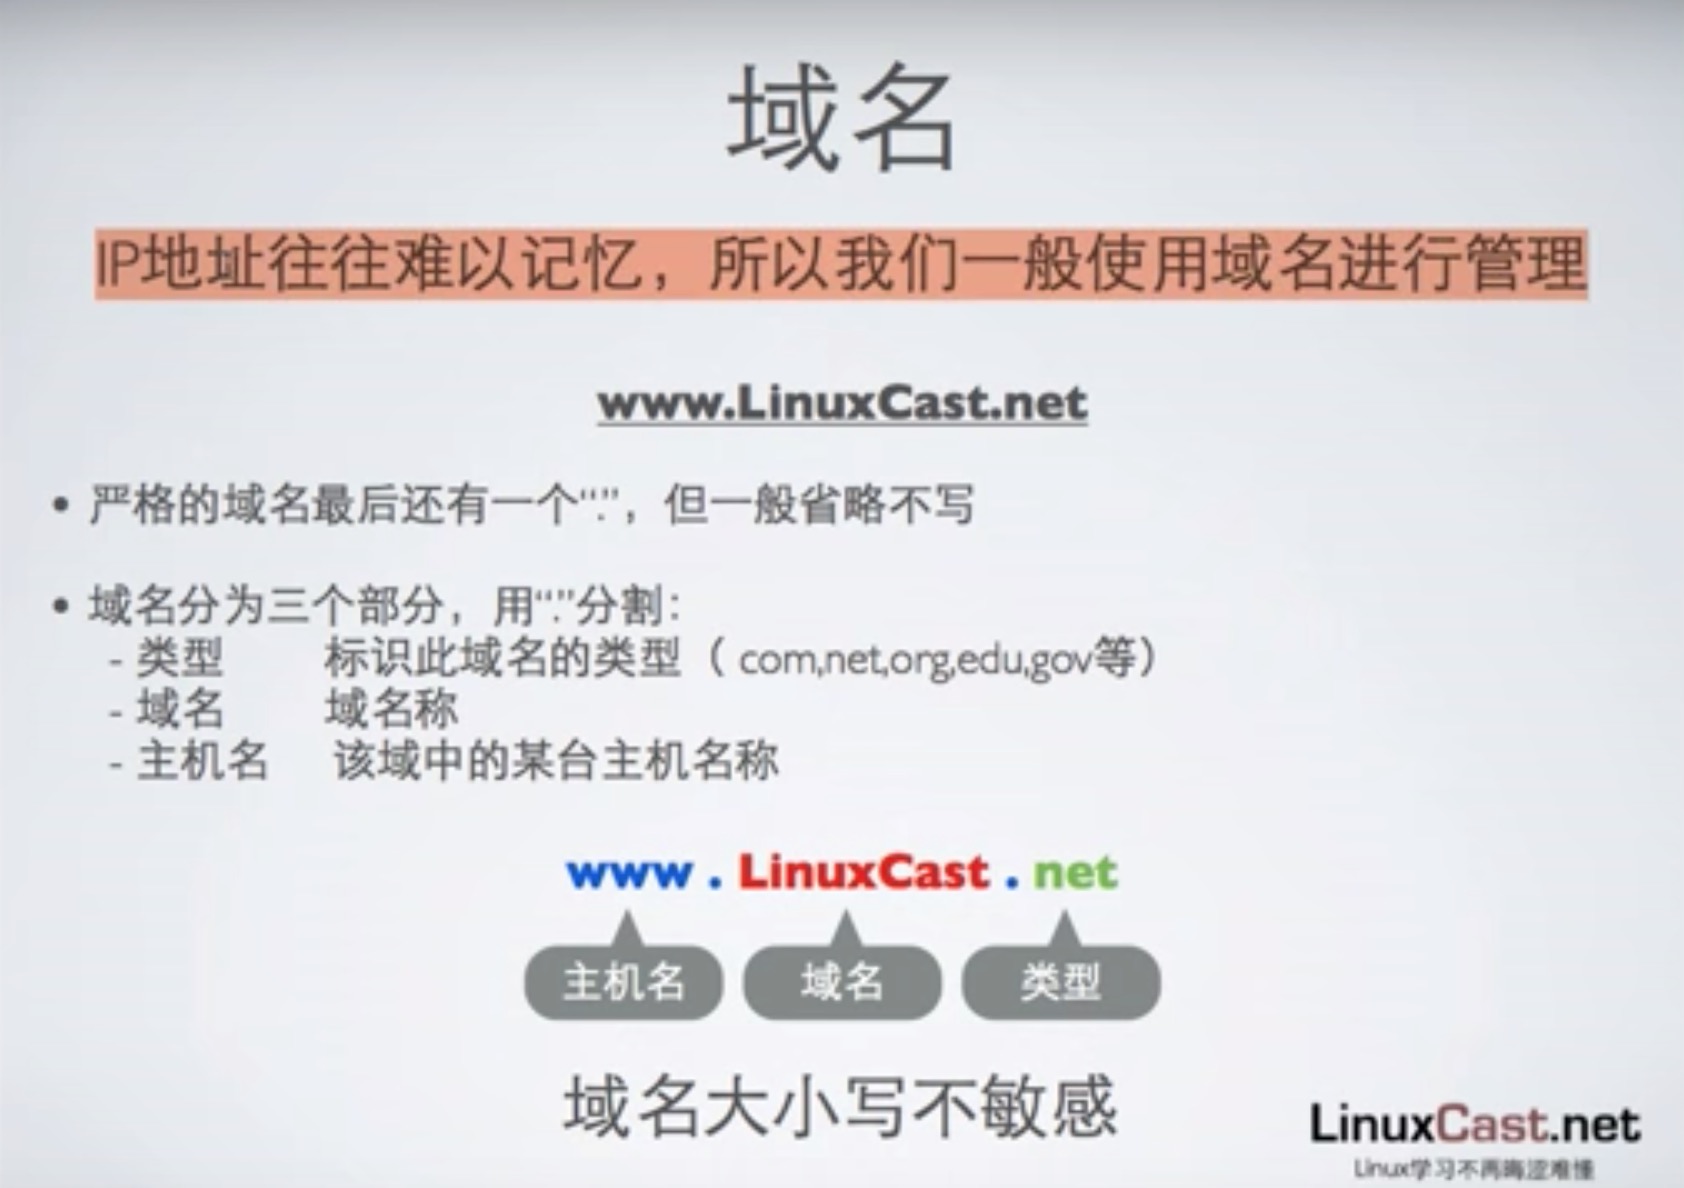 域名
IP地址往往难以记忆，所以我们一般使用域名进行管理
www.LinuxCast.net
• 严格的域名最后还有一个“.”，但一般省略不写
• 域名分为三个部分，用“.”分割：
- 类型 标识此域名的类型（ com,net,org,edu,gov等）
- 域名 域名称
- 主机名 该域中的某台主机名称
www . LinuxCast . net
主机名 域名 类型
域名大小写不敏感
LinuxCast.net
Linux学习不再晦涩难懂